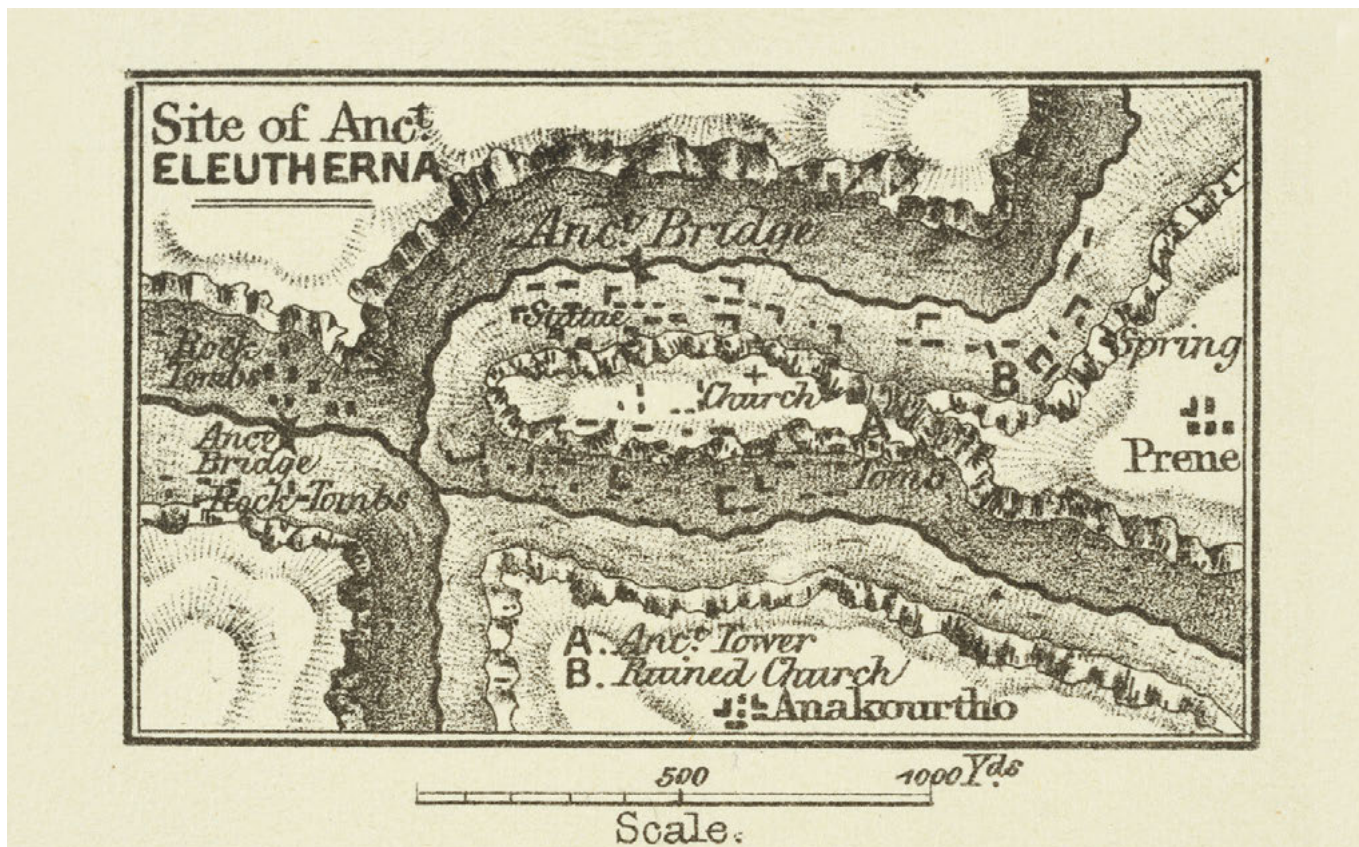 Site of Anct.
ELEUTHERNA
Anct. Bridge
Statue
Rock
Tombs
Spring
B
Church
A
Prene
Anct.
Bridge
Rock-Tombs
Tomb
A. Anct. Tower
B. Ruined Church
Anakourtho
500
1000 Yds.
Scale.